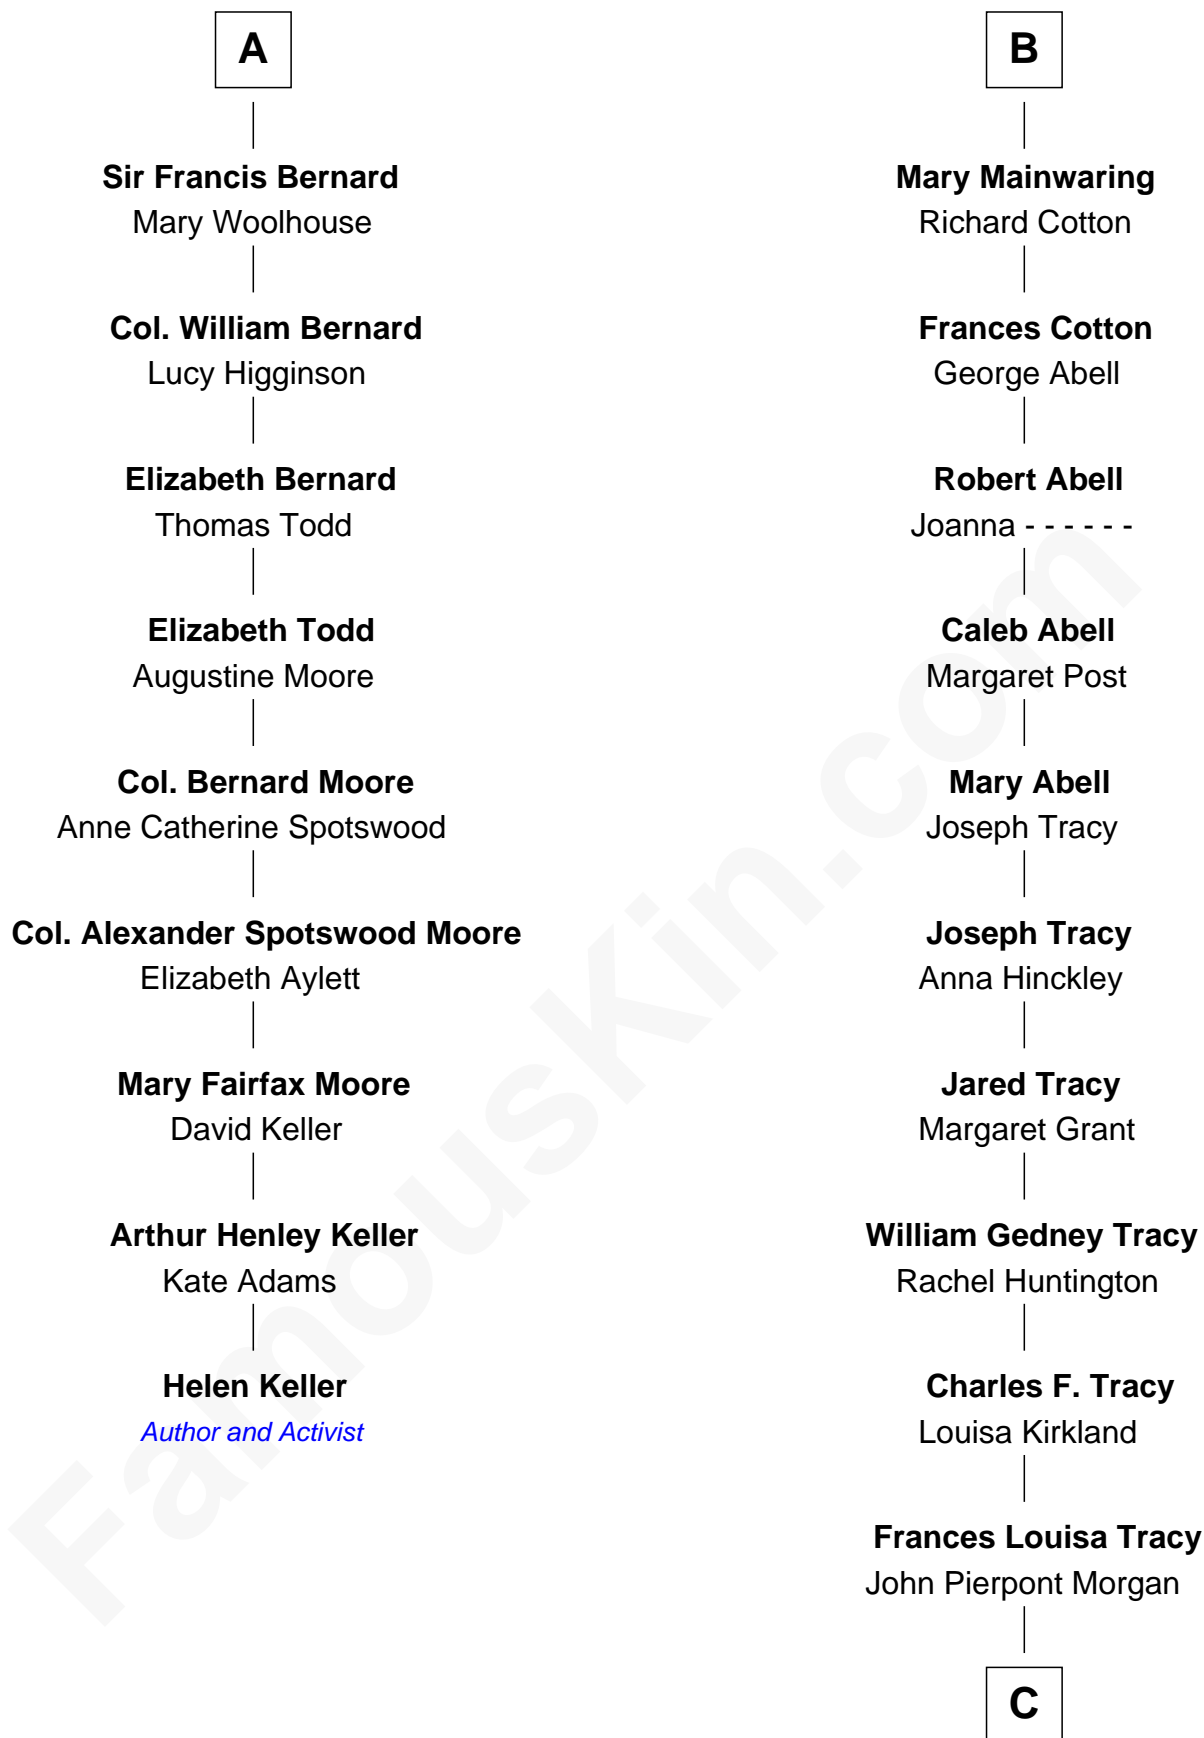 A
Sir Francis Bernard
Mary Woolhouse
Col. William Bernard
Lucy Higginson
Elizabeth Bernard
Thomas Todd
Elizabeth Todd
Augustine Moore
Col. Bernard Moore
Anne Catherine Spotswood
Col. Alexander Spotswood Moore
Elizabeth Aylett
Mary Fairfax Moore
David Keller
Arthur Henley Keller
Kate Adams
Helen Keller
Author and Activist
B
Mary Mainwaring
Richard Cotton
Frances Cotton
George Abell
Robert Abell
Joanna - - - - - -
Caleb Abell
Margaret Post
Mary Abell
Joseph Tracy
Joseph Tracy
Anna Hinckley
Jared Tracy
Margaret Grant
William Gedney Tracy
Rachel Huntington
Charles F. Tracy
Louisa Kirkland
Frances Louisa Tracy
John Pierpont Morgan
C
FamousKin.com